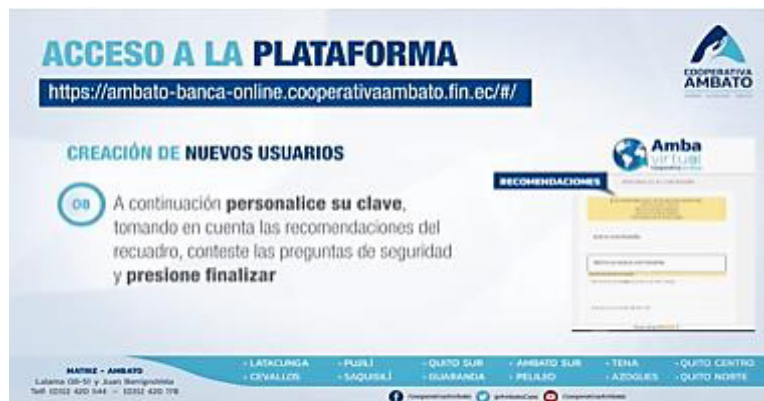 ACCESO A LA PLATAFORMA
https://ambato-banca-online.cooperativaambato.fin.ec/#/
COOPERATIVA
AMBATO
CREACIÓN DE NUEVOS USUARIOS
Amba
virtual
RECOMENDACIONES
08
A continuación personalice su clave,
tomando en cuenta las recomendaciones del
recuadro, conteste las preguntas de seguridad
y presione finalizar
MATRIZ - AMBATO
• LATACUNGA • PUJILÍ • QUITO SUR • AMBATO SUR • TENA • QUITO CENTRO
• CEVALLOS • SAQUISILÍ • GUARANDA • PELILEO • AZOGUES • QUITO NORTE